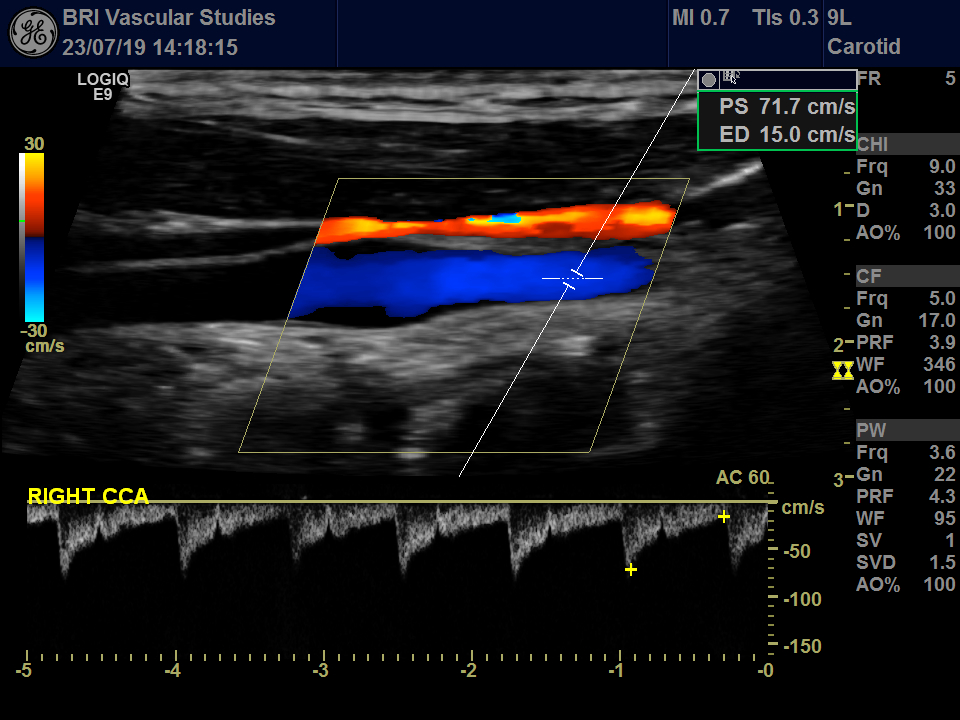 BRI Vascular Studies
23/07/19 14:18:15
MI 0.7 TIs 0.3
9L
Carotid
LOGIQ
E9
PS 71.7 cm/s
ED 15.0 cm/s
30
-30
cm/s
1
2
3
FR 5
CHI
Frq 9.0
Gn 33
D 3.0
AO% 100
CF
Frq 5.0
Gn 17.0
PRF 3.9
WF 346
AO% 100
PW
Frq 3.6
Gn 22
PRF 4.3
WF 95
SV 1
SVD 1.5
AO% 100
AC 60
RIGHT CCA
cm/s
-50
-100
-150
-5 -4 -3 -2 -1 -0